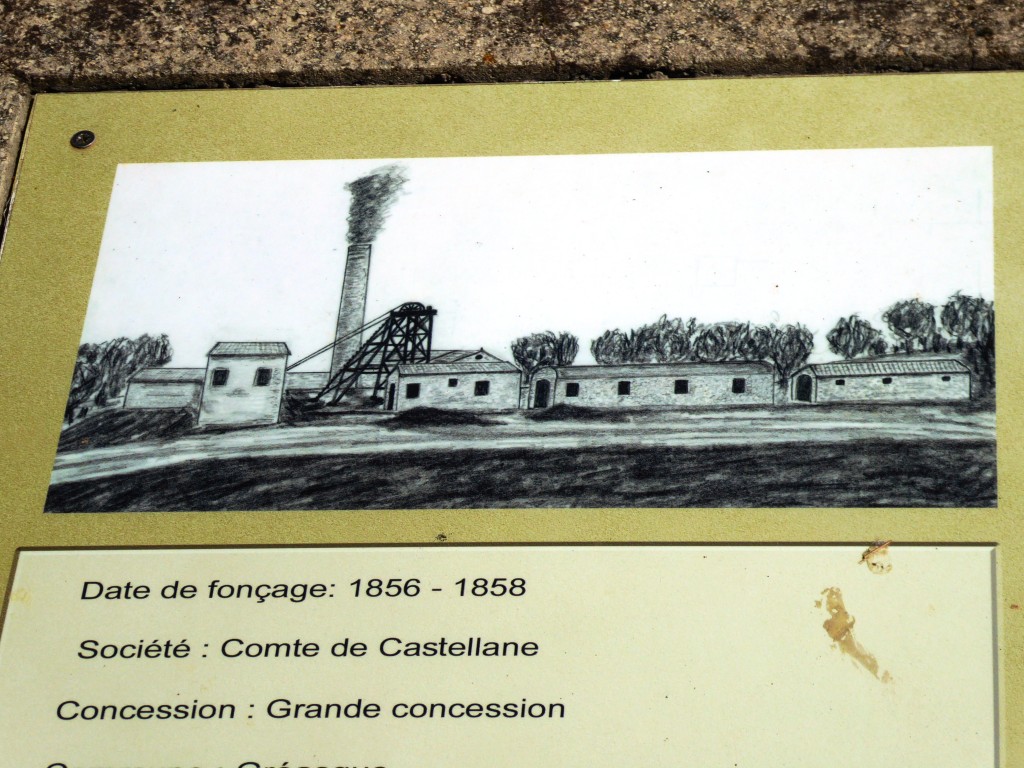 Date de fonçage: 1856 - 1858
Société : Comte de Castellane
Concession : Grande concession